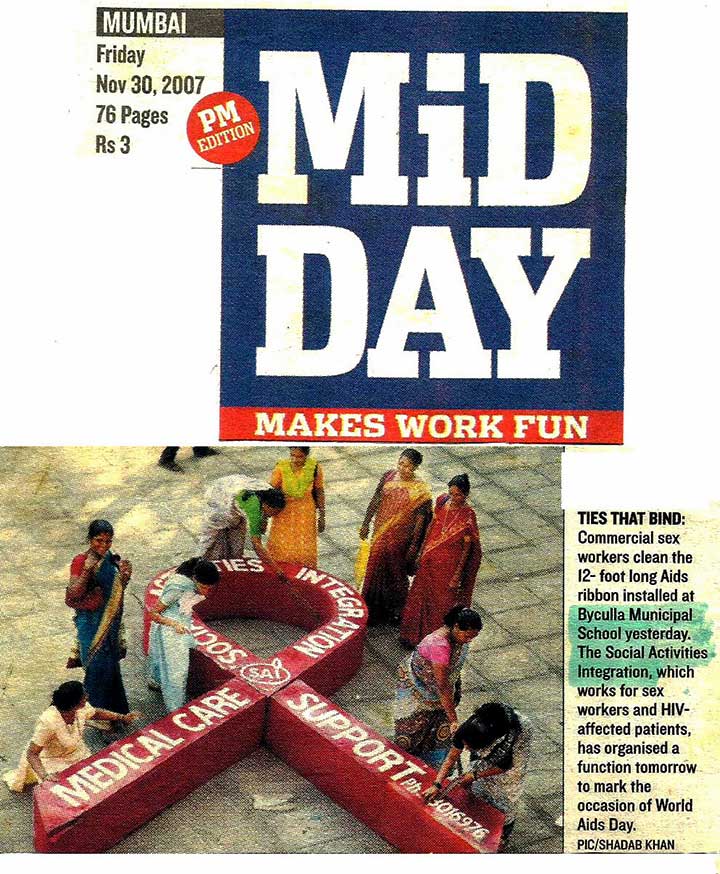 MUMBAI
Friday
Nov 30, 2007
76 Pages
Rs 3
PM
EDITION
MiD
DAY
MAKES WORK FUN
TIES THAT BIND:
Commercial sex
workers clean the
12- foot long Aids
ribbon installed at
Byculla Municipal
School yesterday.
The Social Activities
Integration, which
works for sex
workers and HIV-
affected patients,
has organised a
function tomorrow
to mark the
occasion of World
Aids Day.
PIC/SHADAB KHAN
INTEGRATION
SAI
MEDICAL CARE
SUPPORT